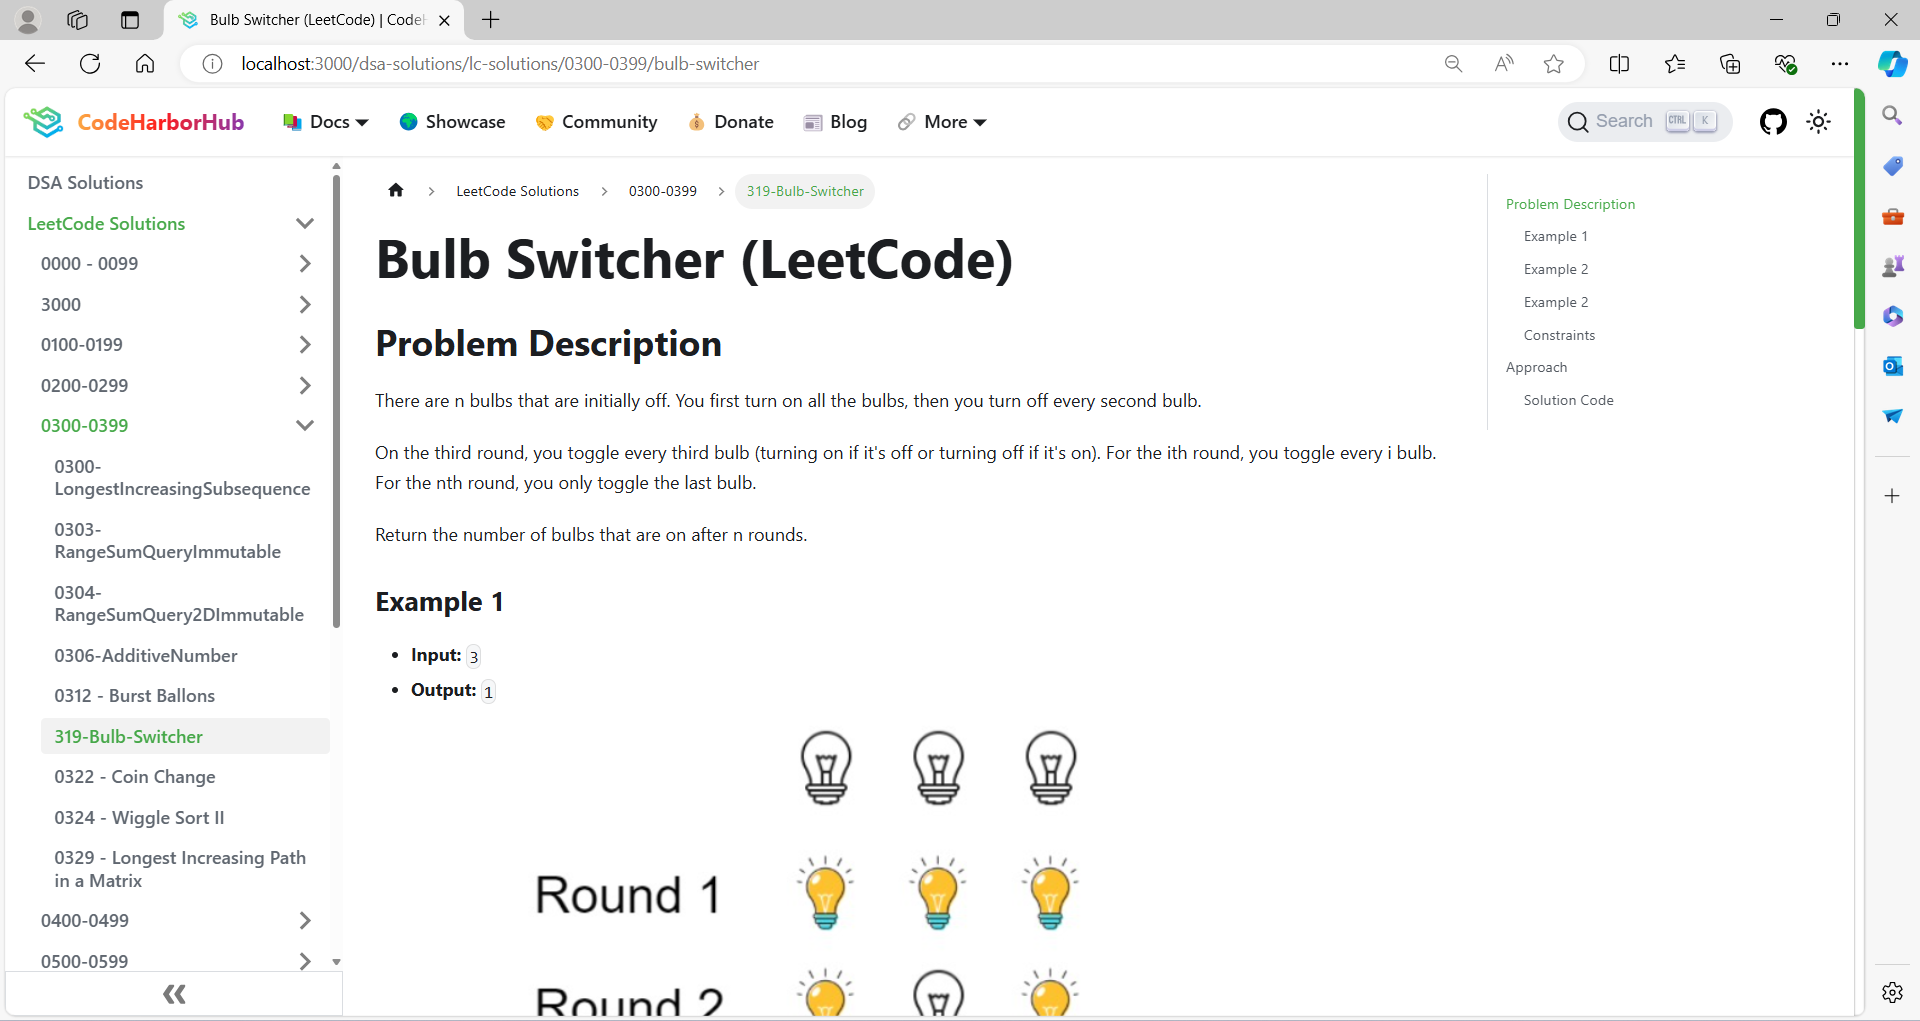 Bulb Switcher (LeetCode) | CodeH
localhost:3000/dsa-solutions/lc-solutions/0300-0399/bulb-switcher
CodeHarborHub
Docs
Showcase
Community
Donate
Blog
More
Search
CTRL
K
DSA Solutions
LeetCode Solutions
0000 - 0099
3000
0100-0199
0200-0299
0300-0399
0300-
LongestIncreasingSubsequence
0303-
RangeSumQueryImmutable
0304-
RangeSumQuery2DImmutable
0306-AdditiveNumber
0312 - Burst Ballons
319-Bulb-Switcher
0322 - Coin Change
0324 - Wiggle Sort II
0329 - Longest Increasing Path
in a Matrix
0400-0499
0500-0599
LeetCode Solutions
0300-0399
319-Bulb-Switcher
Bulb Switcher (LeetCode)
Problem Description
There are n bulbs that are initially off. You first turn on all the bulbs, then you turn off every second bulb.
On the third round, you toggle every third bulb (turning on if it's off or turning off if it's on). For the ith round, you toggle every i bulb.
For the nth round, you only toggle the last bulb.
Return the number of bulbs that are on after n rounds.
Example 1
Input: 3
Output: 1
Round 1
Round 2
Problem Description
Example 1
Example 2
Example 2
Constraints
Approach
Solution Code